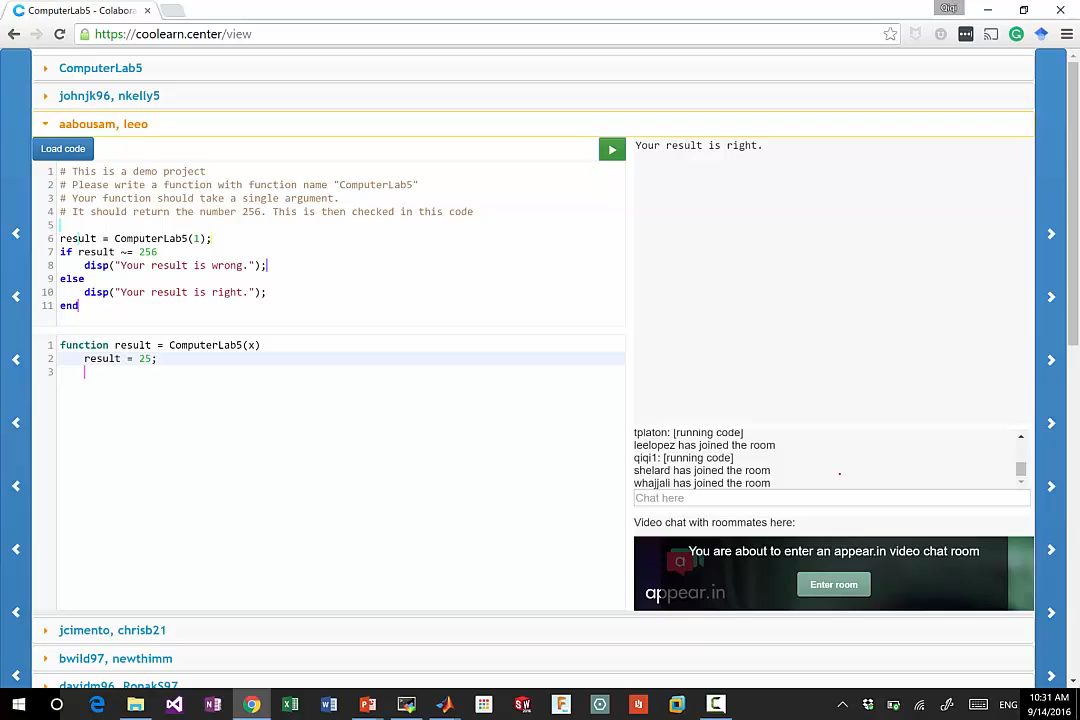 ComputerLab5 - Colabora
Qiqi
https://coolearn.center/view
ComputerLab5
johnjk96, nkelly5
aabousam, leeo
Load code
1 # This is a demo project
2 # Please write a function with function name "ComputerLab5"
3 # Your function should take a single argument.
4 # It should return the number 256. This is then checked in this code
5
6 result = ComputerLab5(1);
7 if result ~= 256
8 disp("Your result is wrong.");
9 else
10 disp("Your result is right.");
11 end
1 function result = ComputerLab5(x)
2 result = 25;
3
Your result is right.
tplaton: [running code]
leelopez has joined the room
qiqi1: [running code]
shelard has joined the room
whajjali has joined the room
Chat here
Video chat with roommates here:
You are about to enter an appear.in video chat room
a
Enter room
appear.in
jcimento, chrisb21
bwild97, newthimm
davidm96, RonakS97
ENG
10:31 AM
9/14/2016